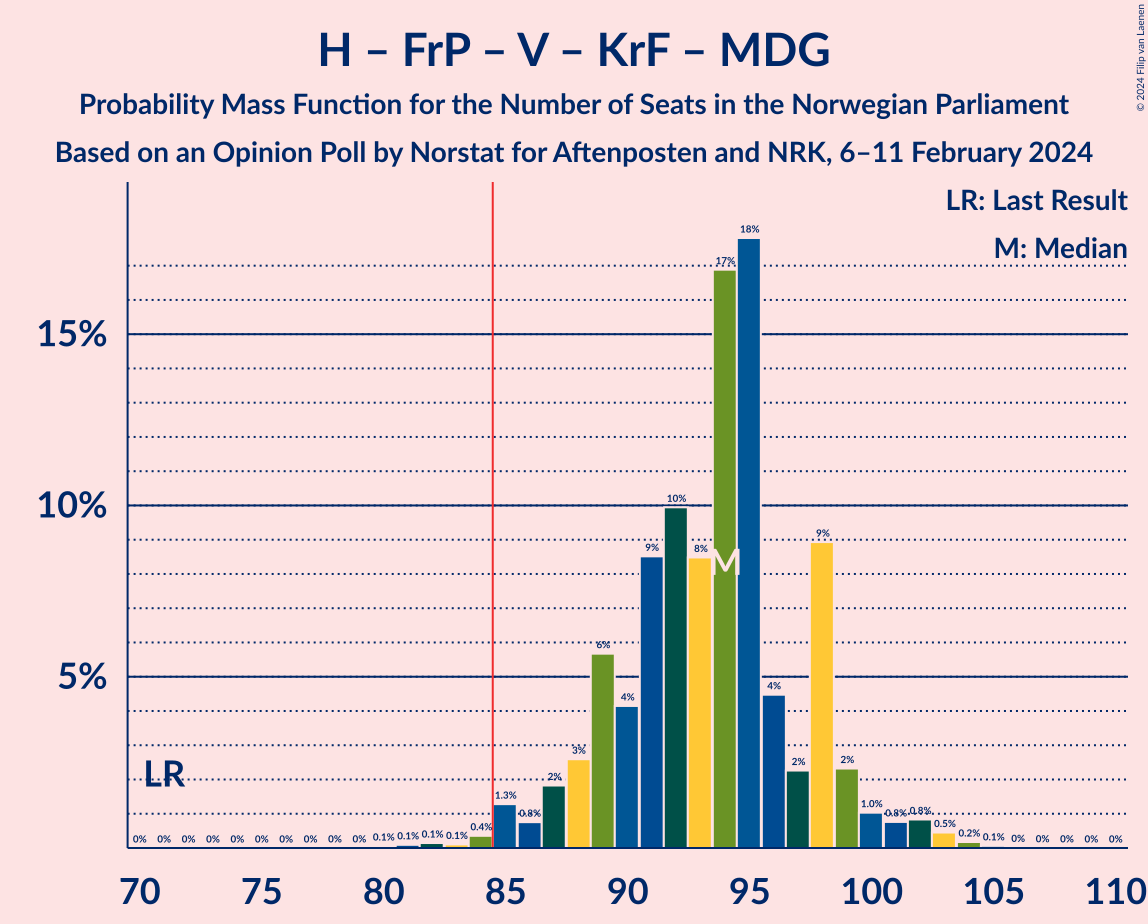 H – FrP – V – KrF – MDG
Probability Mass Function for the Number of Seats in the Norwegian Parliament
Based on an Opinion Poll by Norstat for Aftenposten and NRK, 6–11 February 2024
© 2024 Filip van Laenen
LR: Last Result
M: Median
15%
10%
5%
LR
M
0% 0% 0% 0% 0% 0% 0% 0% 0% 0% 0.1% 0.1% 0.1% 0.1% 0.4% 1.3% 0.8% 2% 3% 6% 4% 9% 10% 8% 17% 18% 4% 2% 9% 2% 1.0% 0.8% 0.8% 0.5% 0.2% 0.1% 0% 0% 0% 0% 0%
70 75 80 85 90 95 100 105 110